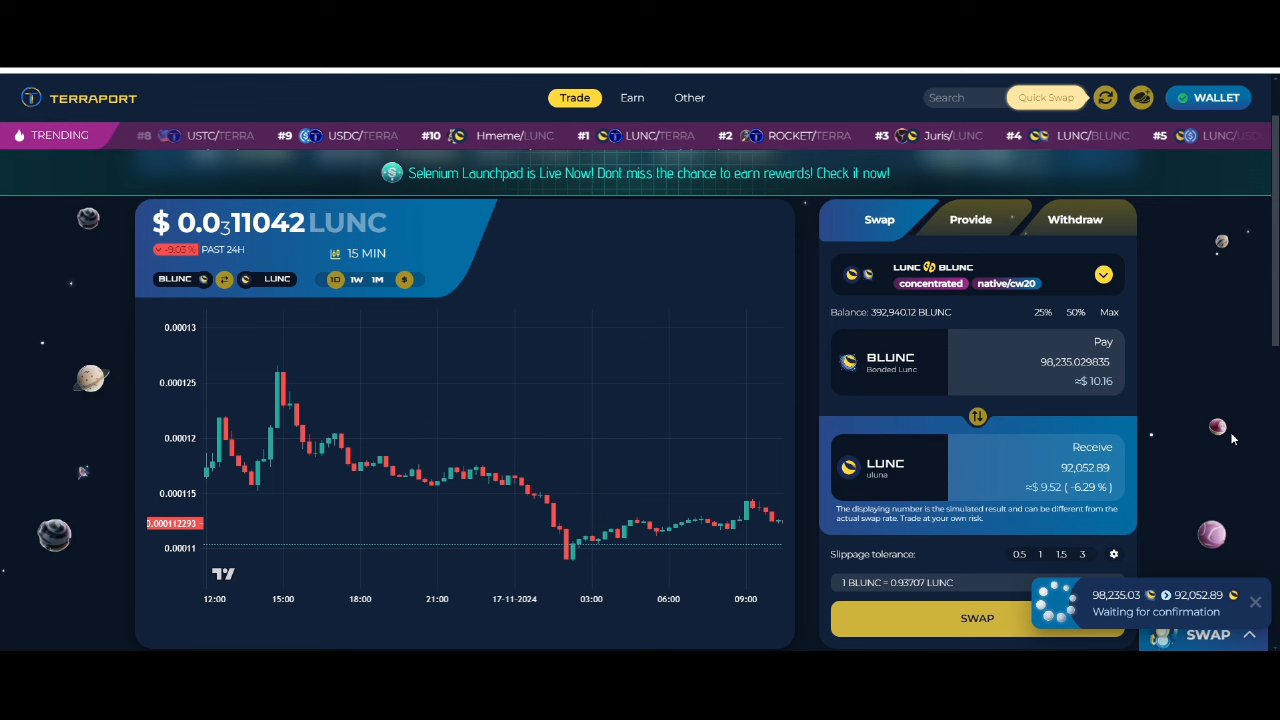 TERRAPORT
Trade
Earn
Other
Search
Quick Swap
WALLET
TRENDING
#8 USTC/TERRA
#9 USDC/TERRA
#10 Hmeme/LUNC
#1 LUNC/TERRA
#2 ROCKET/TERRA
#3 Juris/LUNC
#4 LUNC/BLUNC
#5 LUNC/USDC
Selenium Launchpad is Live Now! Dont miss the chance to earn rewards! Check it now!
$ 0.0₃11042 LUNC
-9.03 % PAST 24H
15 MIN
BLUNC LUNC 1D 1W 1M $
0.00013
0.000125
0.00012
0.000115
0.000112293
0.00011
12:00 15:00 18:00 21:00 17-11-2024 03:00 06:00 09:00
Swap
Provide
Withdraw
LUNC BLUNC
concentrated native/cw20
Balance: 392,940.12 BLUNC 25% 50% Max
BLUNC
Bonded Lunc
Pay
98,235.029835
≈$ 10.16
LUNC
uluna
Receive
92,052.89
≈$ 9.52 ( -6.29 % )
The displaying number is the simulated result and can be different from the
actual swap rate. Trade at your own risk.
Slippage tolerance: 0.5 1 1.5 3
1 BLUNC = 0.93707 LUNC
SWAP
98,235.03 92,052.89
Waiting for confirmation
SWAP